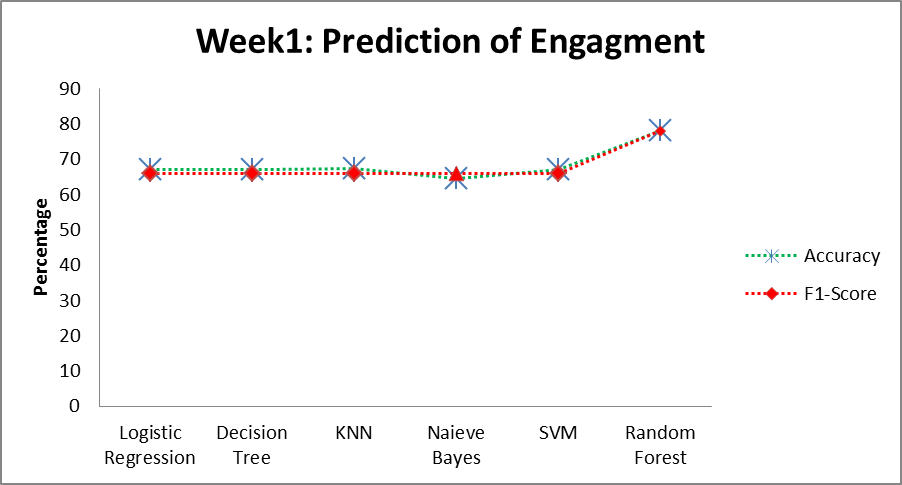 Week1: Prediction of Engagment
90
80
70
60
50
40
30
20
10
0
Percentage
Logistic
Regression
Decision
Tree
KNN
Naieve
Bayes
SVM
Random
Forest
Accuracy
F1-Score